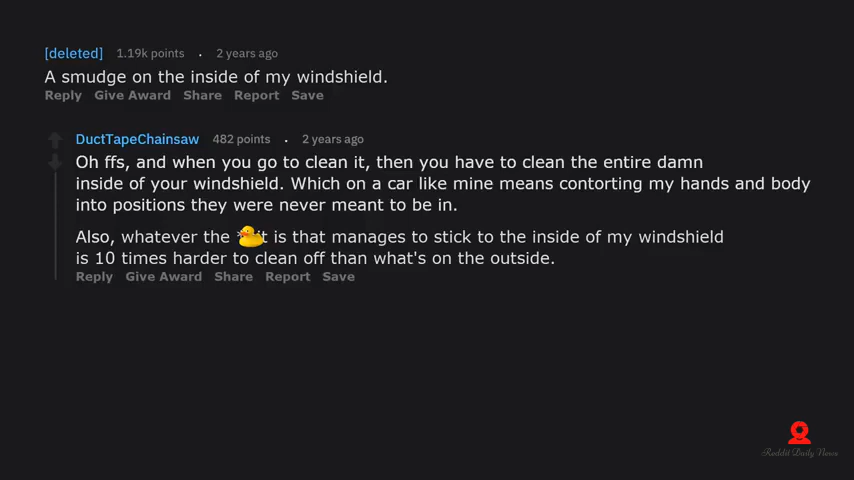 [deleted] 1.19k points . 2 years ago
A smudge on the inside of my windshield.
Reply Give Award Share Report Save
DuctTapeChainsaw 482 points . 2 years ago
Oh ffs, and when you go to clean it, then you have to clean the entire damn
inside of your windshield. Which on a car like mine means contorting my hands and body
into positions they were never meant to be in.
Also, whatever the is that manages to stick to the inside of my windshield
is 10 times harder to clean off than what's on the outside.
Reply Give Award Share Report Save
Reddit Daily News